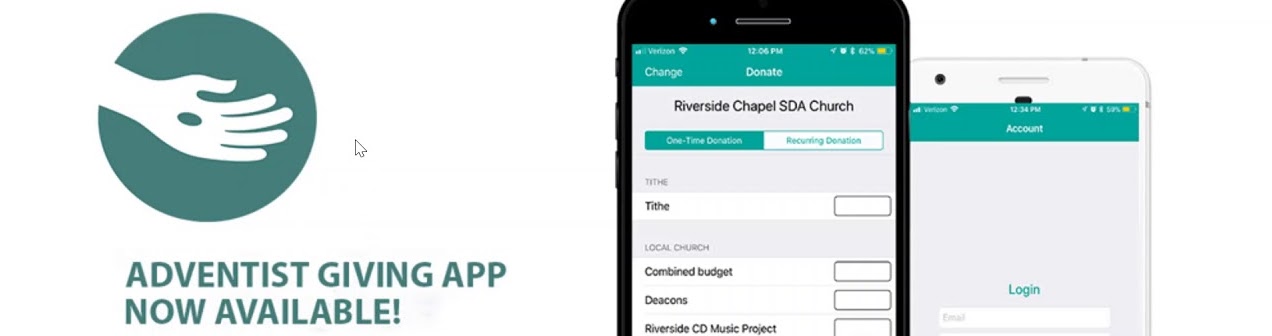 ADVENTIST GIVING APP
NOW AVAILABLE!
Verizon 12:06 PM 62%
Change Donate
Riverside Chapel SDA Church
One-Time Donation Recurring Donation
TITHE
Tithe
LOCAL CHURCH
Combined budget
Deacons
Riverside CD Music Project
Verizon 12:34 PM 59%
Account
Login
Email